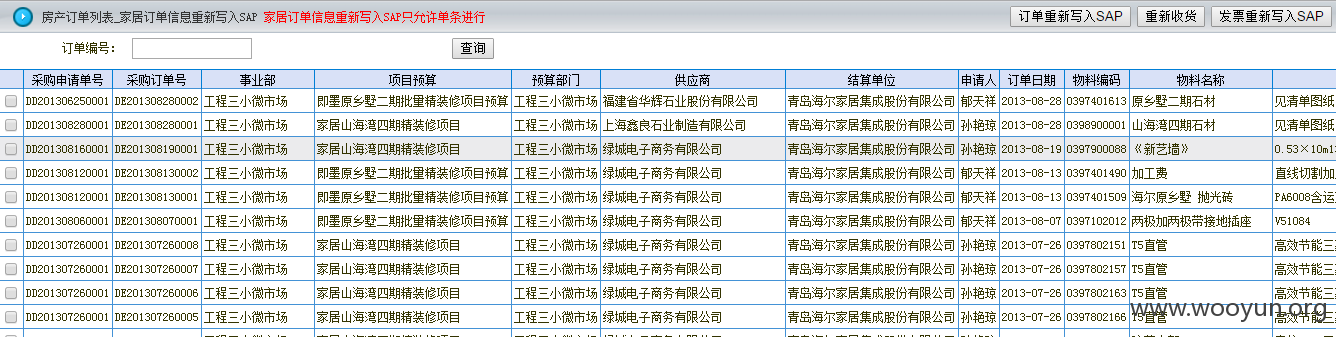 房产订单列表_家居订单信息重新写入SAP 家居订单信息重新写入SAP只允许单条进行 订单重新写入SAP 重新收货 发票重新写入SAP
订单编号: 查询
采购申请单号 采购订单号 事业部 项目预算 预算部门 供应商 结算单位 申请人 订单日期 物料编码 物料名称
DD201306250001 DE201308280002 工程三小微市场 即墨原乡墅二期批量精装修项目预算 工程三小微市场 福建省华辉石业股份有限公司 青岛海尔家居集成股份有限公司 郁天祥 2013-08-28 0397401613 原乡墅二期石材 见清单图纸
DD201308280001 DE201308280001 工程三小微市场 家居山海湾四期精装修项目 工程三小微市场 上海鑫良石业制造有限公司 青岛海尔家居集成股份有限公司 孙艳琼 2013-08-28 0398900001 山海湾四期石材 见清单图纸
DD201308160001 DE201308190001 工程三小微市场 家居山海湾四期精装修项目 工程三小微市场 绿城电子商务有限公司 青岛海尔家居集成股份有限公司 孙艳琼 2013-08-19 0397900088 《新艺墙》 0.53×10m1
DD201308120001 DE201308130002 工程三小微市场 即墨原乡墅二期批量精装修项目预算 工程三小微市场 绿城电子商务有限公司 青岛海尔家居集成股份有限公司 郁天祥 2013-08-13 0397401490 加工费 直线切割加
DD201308120001 DE201308130001 工程三小微市场 即墨原乡墅二期批量精装修项目预算 工程三小微市场 绿城电子商务有限公司 青岛海尔家居集成股份有限公司 郁天祥 2013-08-13 0397401509 海尔原乡墅 抛光砖 PA6008含运
DD201308060001 DE201308070001 工程三小微市场 即墨原乡墅二期批量精装修项目预算 工程三小微市场 绿城电子商务有限公司 青岛海尔家居集成股份有限公司 郁天祥 2013-08-07 0397102012 两极加两极带接地插座 V51084
DD201307260001 DE201307260008 工程三小微市场 家居山海湾四期精装修项目 工程三小微市场 绿城电子商务有限公司 青岛海尔家居集成股份有限公司 孙艳琼 2013-07-26 0397802151 T5直管 高效节能三
DD201307260001 DE201307260007 工程三小微市场 家居山海湾四期精装修项目 工程三小微市场 绿城电子商务有限公司 青岛海尔家居集成股份有限公司 孙艳琼 2013-07-26 0397802157 T5直管 高效节能三
DD201307260001 DE201307260006 工程三小微市场 家居山海湾四期精装修项目 工程三小微市场 绿城电子商务有限公司 青岛海尔家居集成股份有限公司 孙艳琼 2013-07-26 0397802163 T5直管 高效节能三
DD201307260001 DE201307260005 工程三小微市场 家居山海湾四期精装修项目 工程三小微市场 绿城电子商务有限公司 青岛海尔家居集成股份有限公司 孙艳琼 2013-07-26 0397802166 T5直管 高效节能三
www.wooyun.org